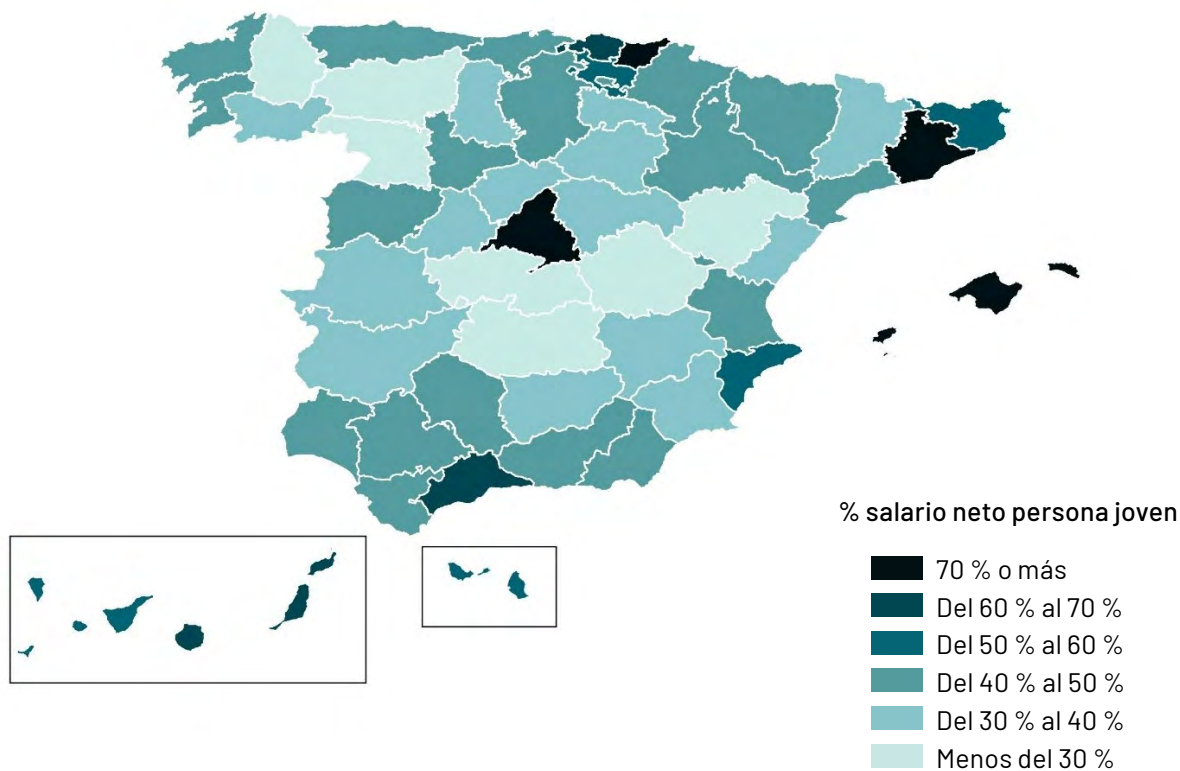 % salario neto persona joven
70 % o más
Del 60 % al 70 %
Del 50 % al 60 %
Del 40 % al 50 %
Del 30 % al 40 %
Menos del 30 %